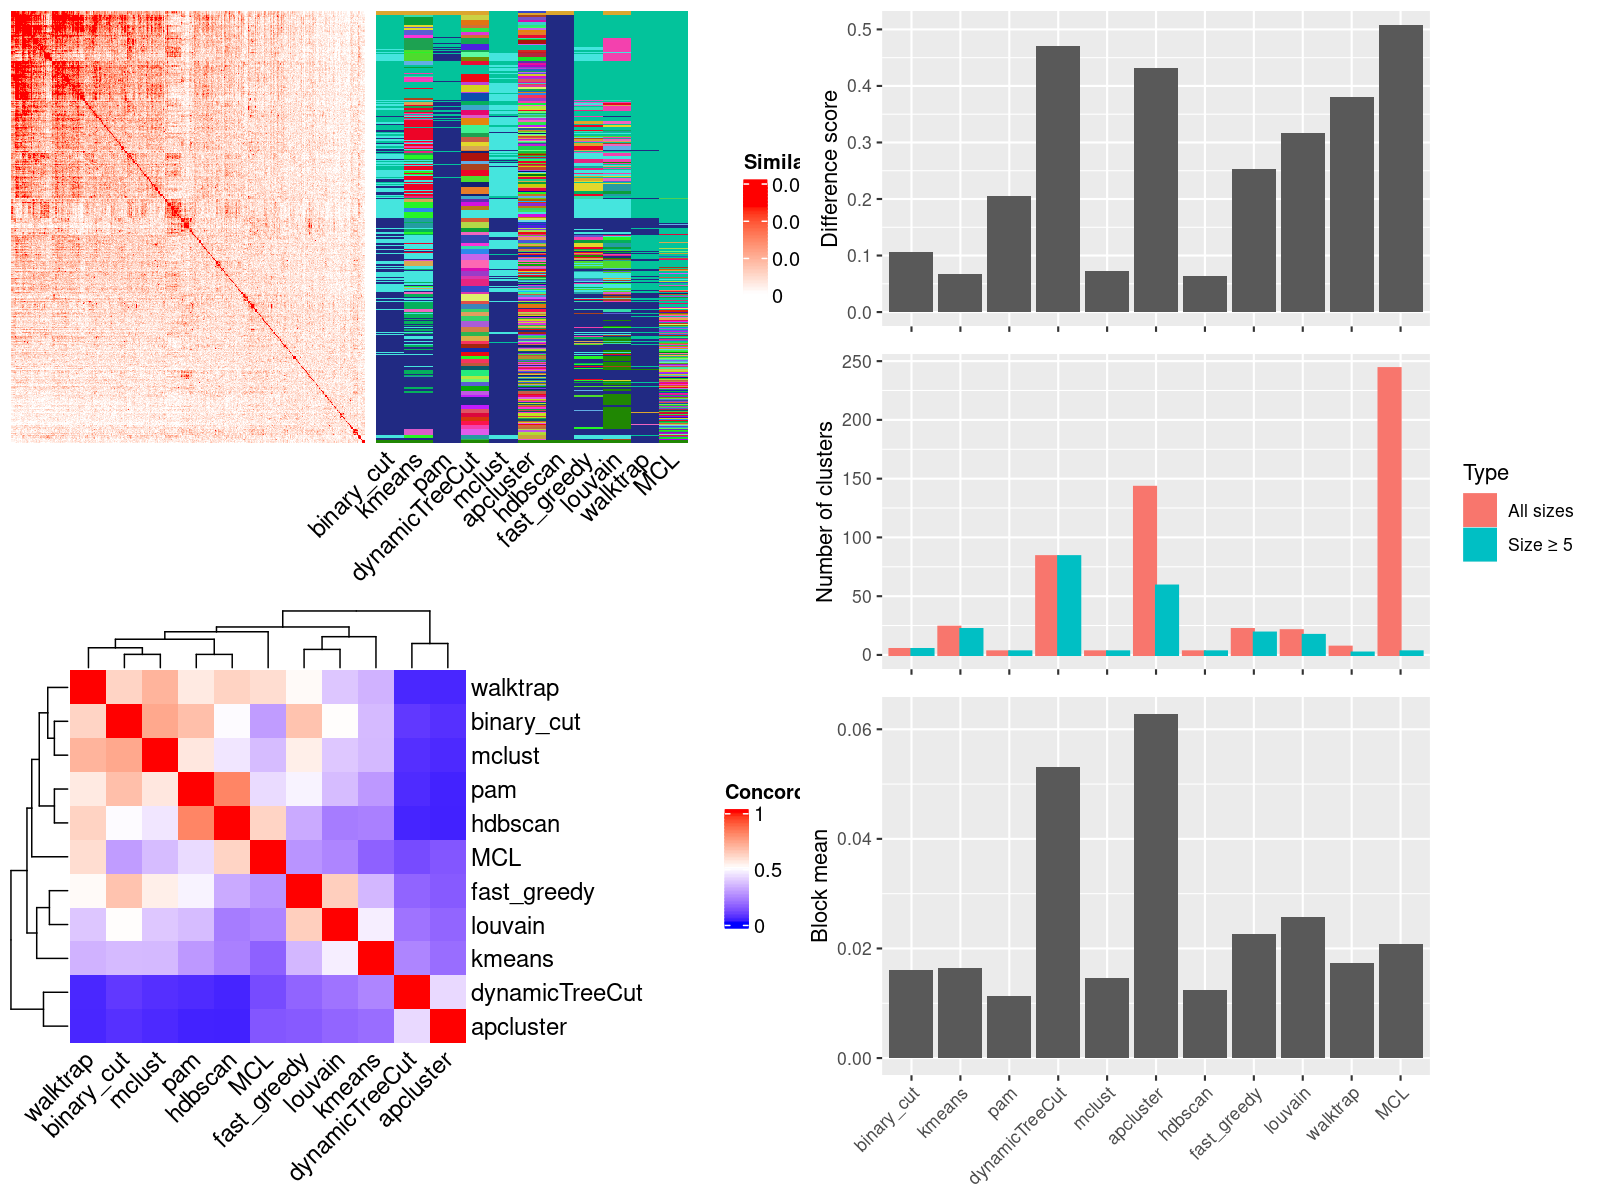 Simila
0.0
0.0
0.0
0
binary_cut
kmeans
pam
dynamicTreeCut
mclust
apcluster
hdbscan
fast_greedy
louvain
walktrap
MCL
walktrap
binary_cut
mclust
pam
hdbscan
MCL
fast_greedy
louvain
kmeans
dynamicTreeCut
apcluster
walktrap
binary_cut
mclust
pam
hdbscan
MCL
fast_greedy
louvain
kmeans
dynamicTreeCut
apcluster
Concord
1
0.5
0
Difference score
0.5
0.4
0.3
0.2
0.1
0.0
Number of clusters
250
200
150
100
50
0
Type
All sizes
Size ≥ 5
Block mean
0.06
0.04
0.02
0.00
binary_cut
kmeans
pam
dynamicTreeCut
mclust
apcluster
hdbscan
fast_greedy
louvain
walktrap
MCL